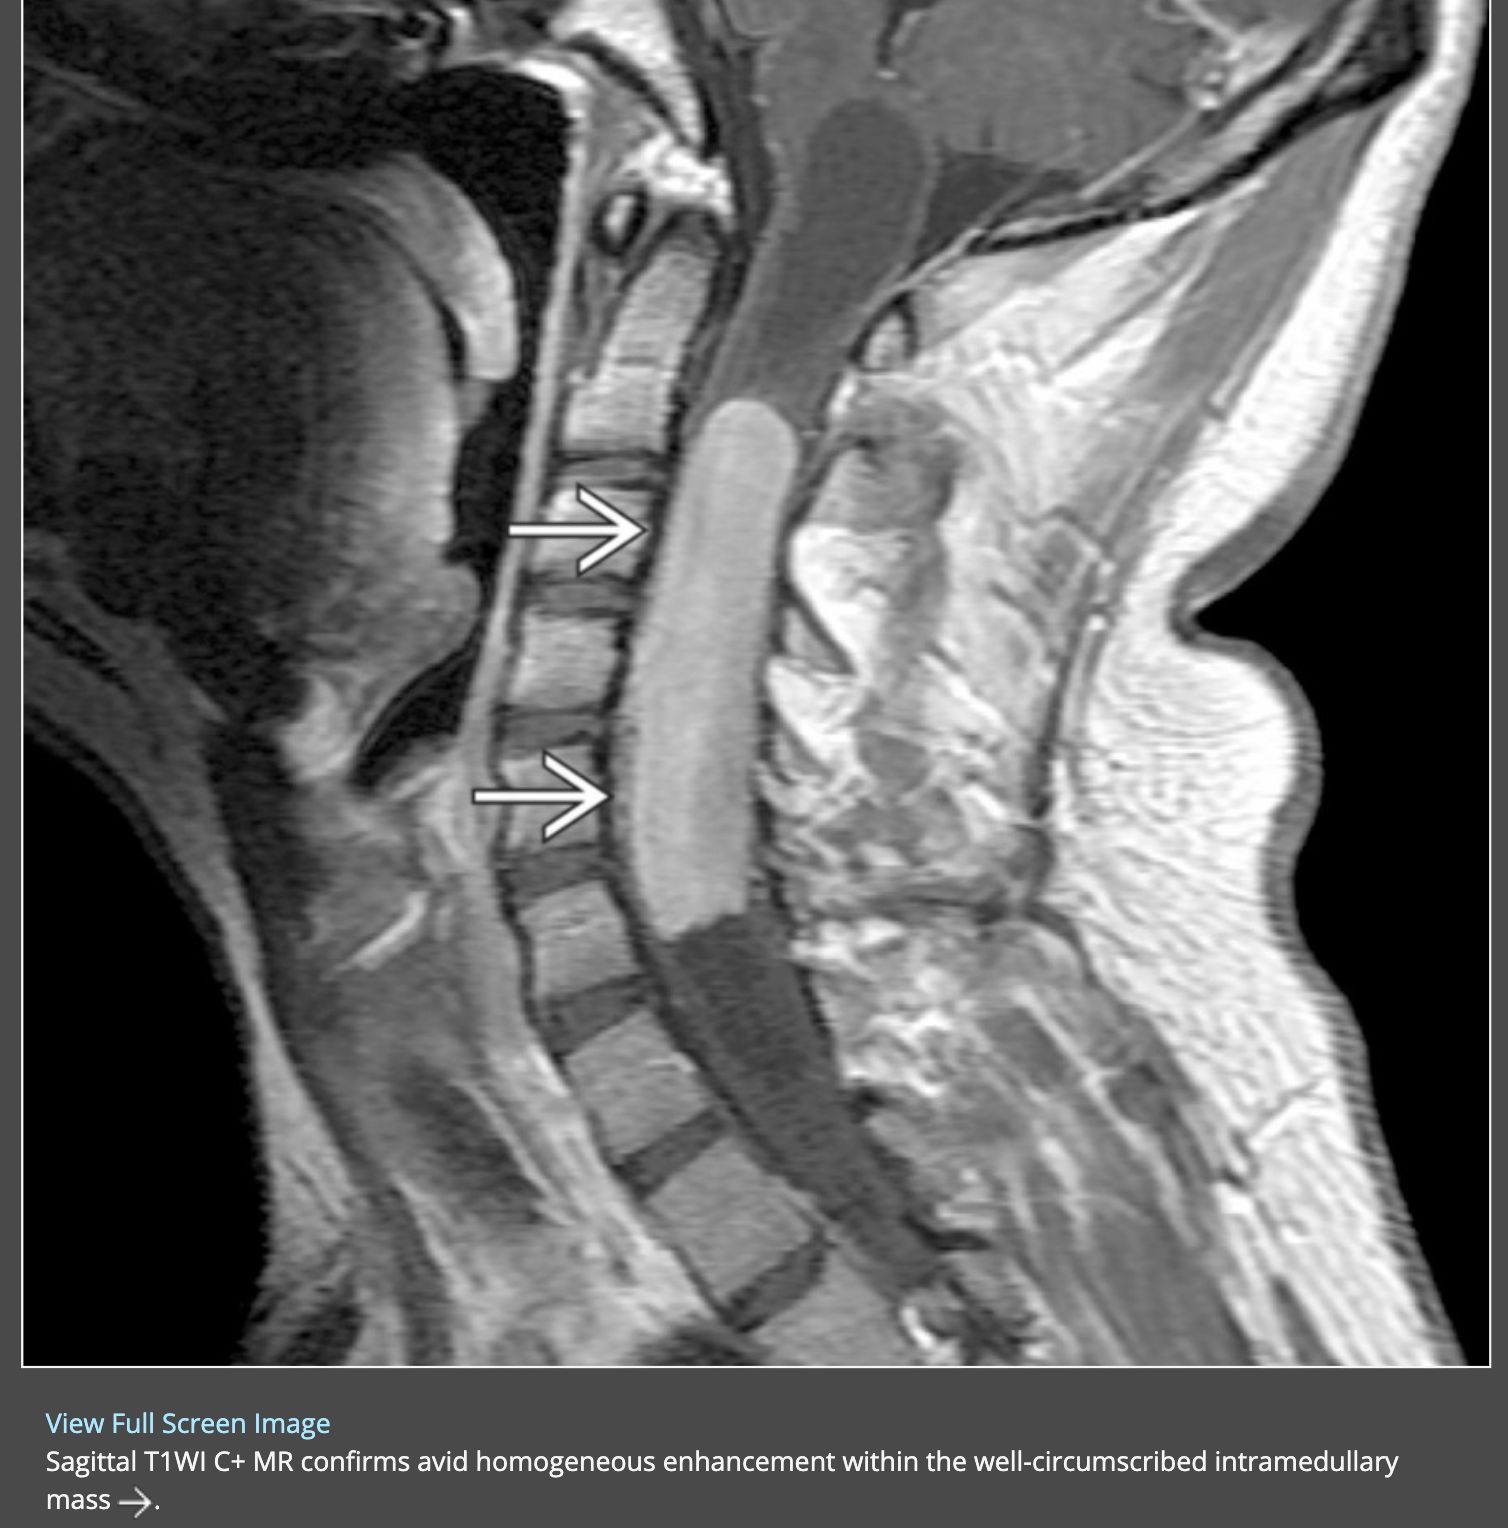 View Full Screen Image
Sagittal T1WI C+ MR confirms avid homogeneous enhancement within the well-circumscribed intramedullary
mass →.